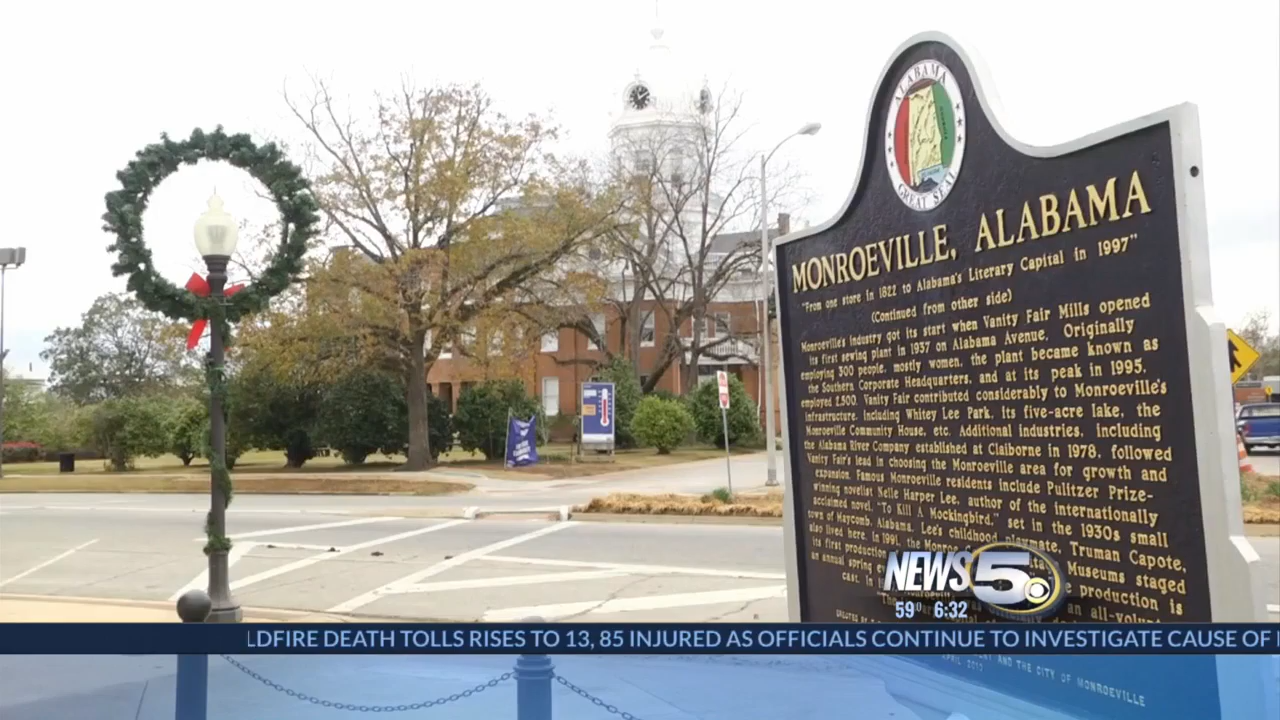 ALABAMA
GREAT SEAL
MONROEVILLE, ALABAMA
"From one store in 1822 to Alabama's Literary Capital in 1997"
(Continued from other side)
Monroeville's industry got its start when Vanity Fair Mills opened
its first sewing plant in 1937 on Alabama Avenue. Originally
employing 300 people, mostly women, the plant became known as
the Southern Corporate Headquarters, and at its peak in 1995,
employed 2,500. Vanity Fair contributed considerably to Monroeville's
infrastructure, including Whitey Lee Park, its five-acre lake, the
Monroeville Community House, etc. Additional industries, including
the Alabama River Company established at Claiborne in 1978, followed
Vanity Fair's lead in choosing the Monroeville area for growth and
expansion. Famous Monroeville residents include Pulitzer Prize-
winning novelist Nelle Harper Lee, author of the internationally
acclaimed novel, "To Kill A Mockingbird," set in the 1930s small
town of Maycomb, Alabama. Lee's childhood playmate, Truman Capote,
also lived here. In 1991, the Monroe Museums staged
its first production
an annual spring production is
cast. In an all-volun
NEWS 5
59° 6:32
LDFIRE DEATH TOLLS RISES TO 13, 85 INJURED AS OFFICIALS CONTINUE TO INVESTIGATE CAUSE OF
AND THE CITY OF MONROEVILLE
APRIL 2010